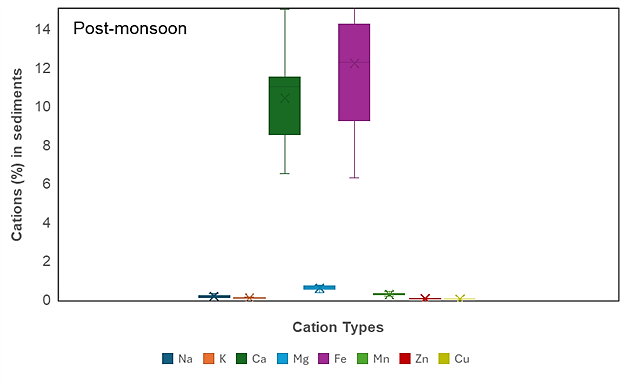 Post-monsoon
Cations (%) in sediments
14
12
10
8
6
4
2
0
Cation Types
Na K Ca Mg Fe Mn Zn Cu